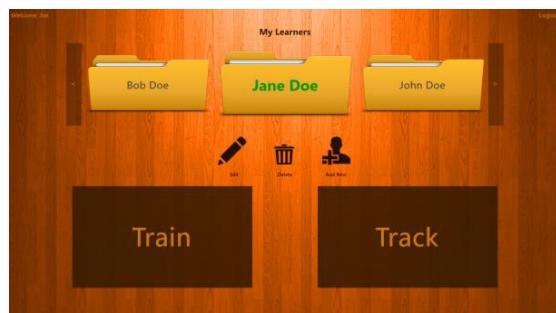 Welcome, Joe
Logout
My Learners
<
Bob Doe
Jane Doe
John Doe
>
Edit
Delete
Add New
Train
Track